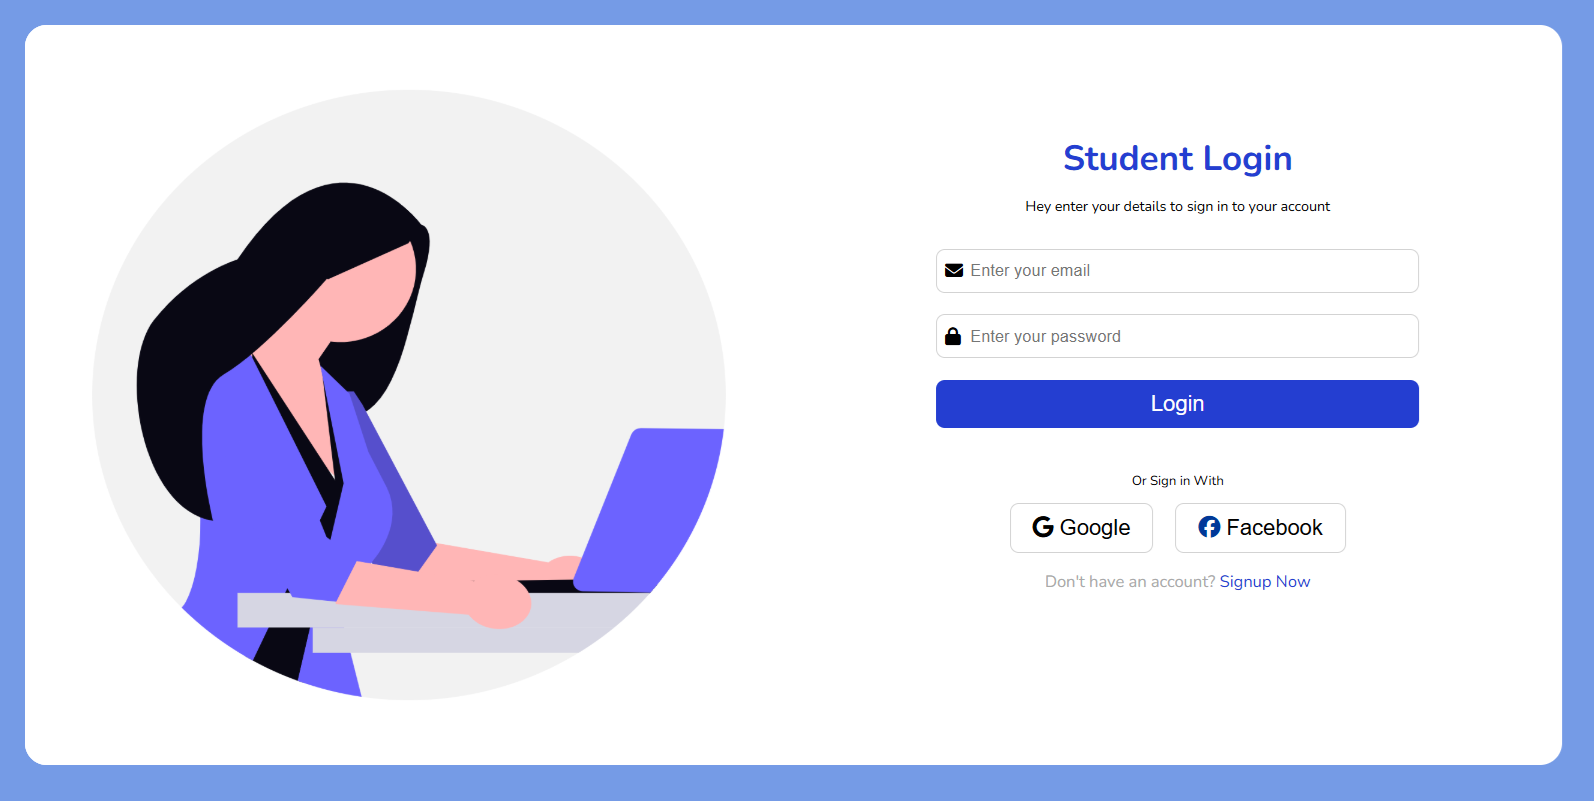 Student Login
Hey enter your details to sign in to your account
Enter your email
Enter your password
Login
Or Sign in With
Google Facebook
Don't have an account? Signup Now